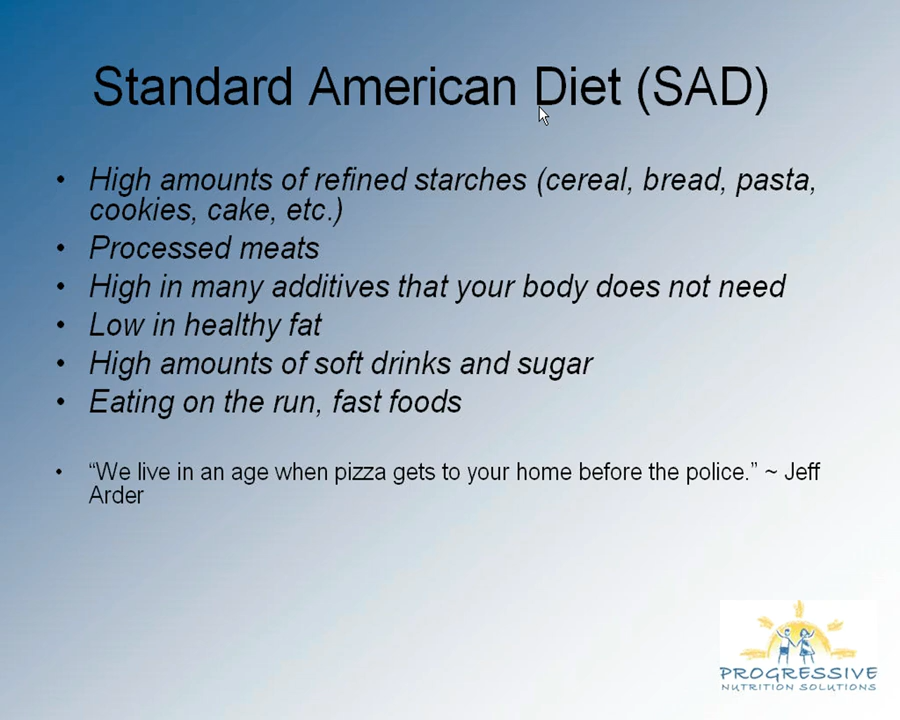 Standard American Diet (SAD)
• High amounts of refined starches (cereal, bread, pasta,
cookies, cake, etc.)
• Processed meats
• High in many additives that your body does not need
• Low in healthy fat
• High amounts of soft drinks and sugar
• Eating on the run, fast foods
• “We live in an age when pizza gets to your home before the police.” ~ Jeff
Arder
PROGRESSIVE
NUTRITION SOLUTIONS